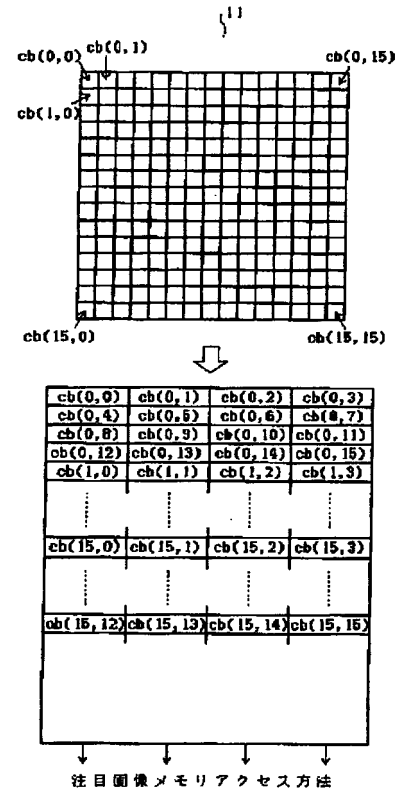 11
cb(0,0) cb(0,1) cb(0,15)
cb(1,0)
cb(15,0) cb(15,15)
cb(0,0) cb(0,1) cb(0,2) cb(0,3)
cb(0,4) cb(0,5) cb(0,6) cb(0,7)
cb(0,8) cb(0,9) cb(0,10) cb(0,11)
cb(0,12) cb(0,13) cb(0,14) cb(0,15)
cb(1,0) cb(1,1) cb(1,2) cb(1,3)
cb(15,0) cb(15,1) cb(15,2) cb(15,3)
cb(15,12) cb(15,13) cb(15,14) cb(15,15)
注目画像メモリアクセス方法